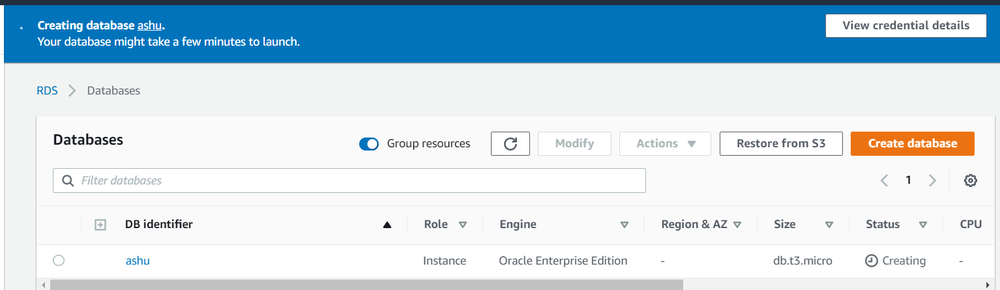 Creating database ashu.
Your database might take a few minutes to launch.
View credential details
RDS
Databases
Databases
Group resources
Modify
Actions
Restore from S3
Create database
Filter databases
1
DB identifier
Role
Engine
Region & AZ
Size
Status
CPU
ashu
Instance
Oracle Enterprise Edition
-
db.t3.micro
Creating
-